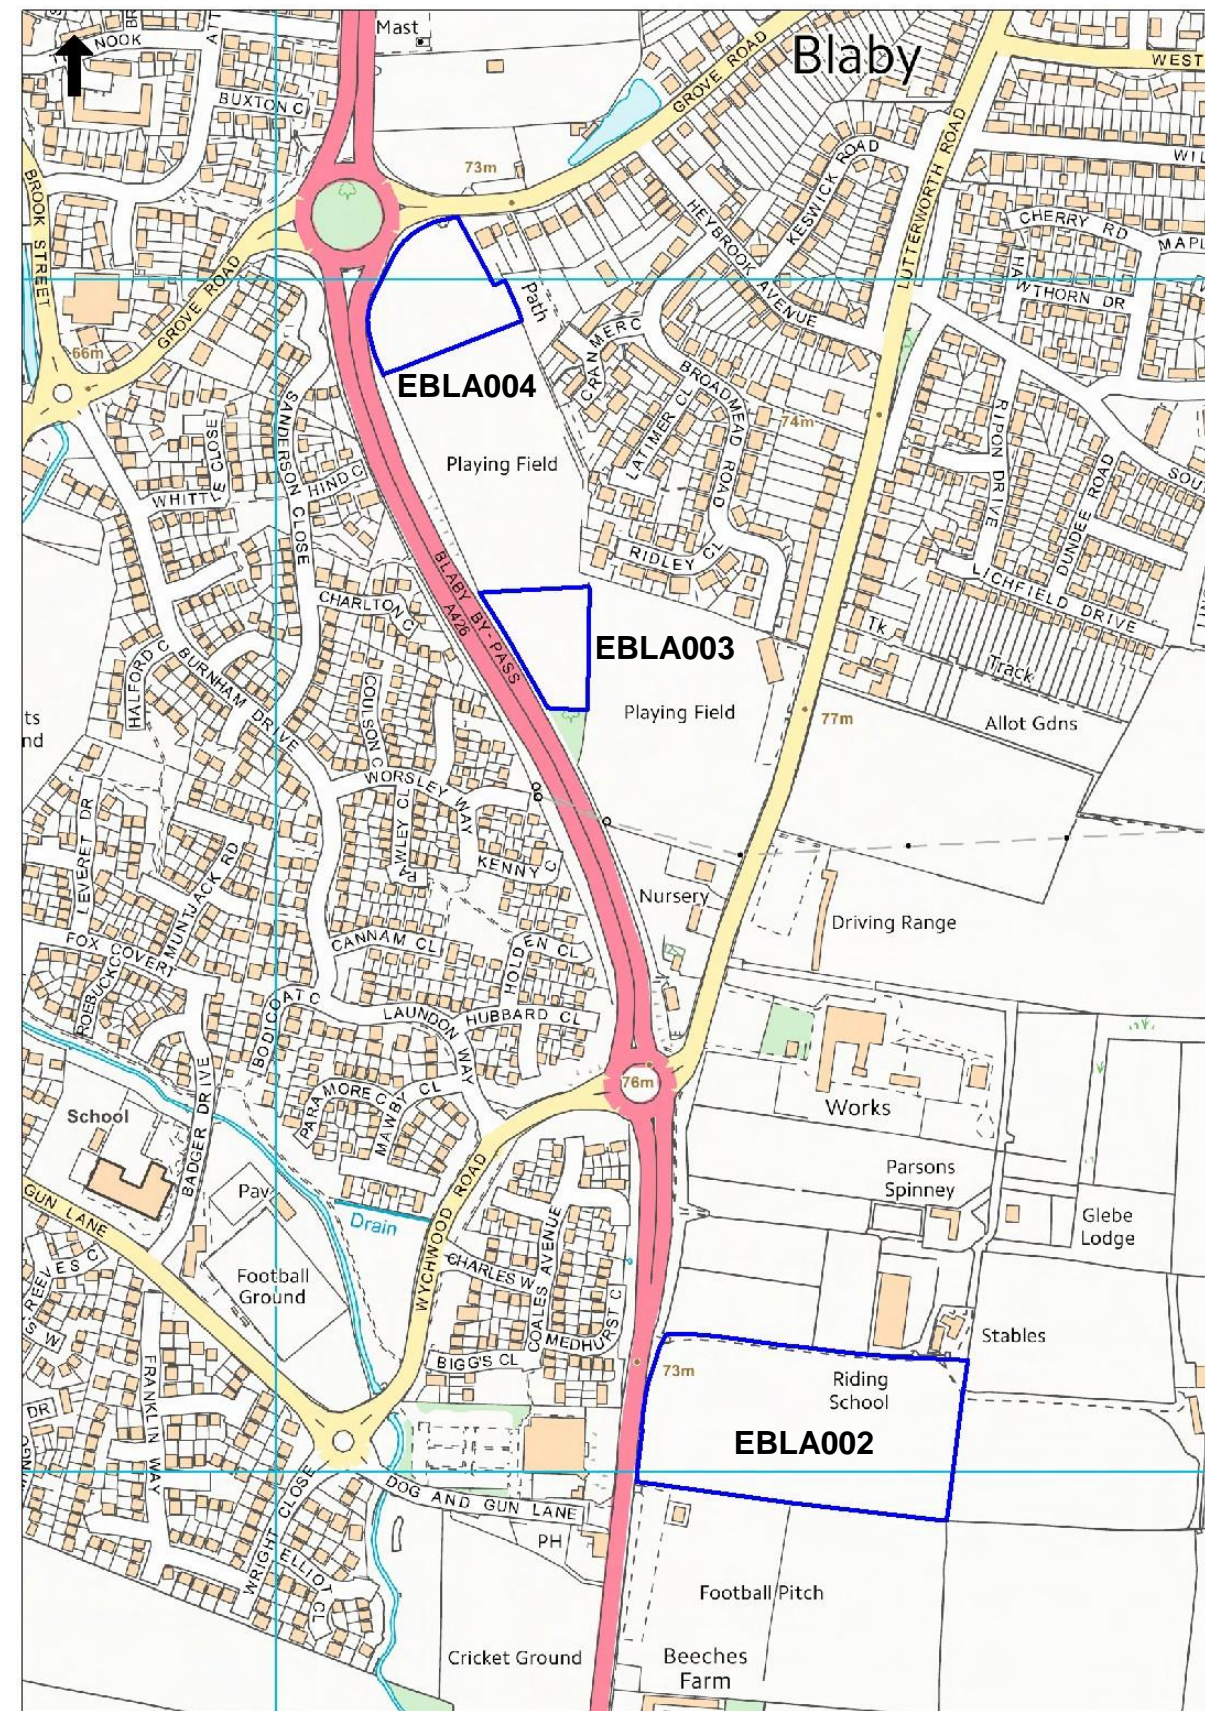 Mast
NOOK
Blaby
WEST
BUXTON C
GROVE ROAD
KESWICK ROAD
WIL
73m
BROOK STREET
LUTTERWORTH ROAD
HEYBROOK AVENUE
CHERRY RD
MAPL
HAWTHORN DR
GROVE ROAD
Path
CRANMER C
66m
EBLA004
BROADMEAD ROAD
LATIMER CL
74m
SANDERSON CLOSE
RIPON DRIVE
WHITTLE CLOSE
HIND C
Playing Field
DUNDEE ROAD
SOU
RIDLEY CL
LICHFIELD DRIVE
BLABY BY-PASS
A426
CHARLTON C
Tk
EBLA003
HALFORD C
BURNHAM DRIVE
COULSON C
Track
ts
nd
Playing Field
77m
Allot Gdns
WORSLEY WAY
LEVERET DR
PAWLEY C
MUNTJACK RD
KENNY C
Nursery
Driving Range
FOX COVERT
CANNAM CL
HOLDEN CL
ROEBUCK C
BODICOAT C
LAUNDON WAY
HUBBARD CL
76m
School
BADGER DRIVE
PARAMORE C
MAWBY CL
Works
Parsons
Spinney
GUN LANE
Pav
Drain
WYCHWOOD ROAD
Glebe
Lodge
REEVES C
S W
Football
Ground
CHARLES W
COALES AVENUE
MEDHURST C
BIGG'S CL
Stables
73m
Riding
School
FRANKLIN WAY
DR
EBLA002
DOG AND GUN LANE
WRIGHT CLOSE
PH
ELLIOT CL
Football Pitch
Cricket Ground
Beeches
Farm